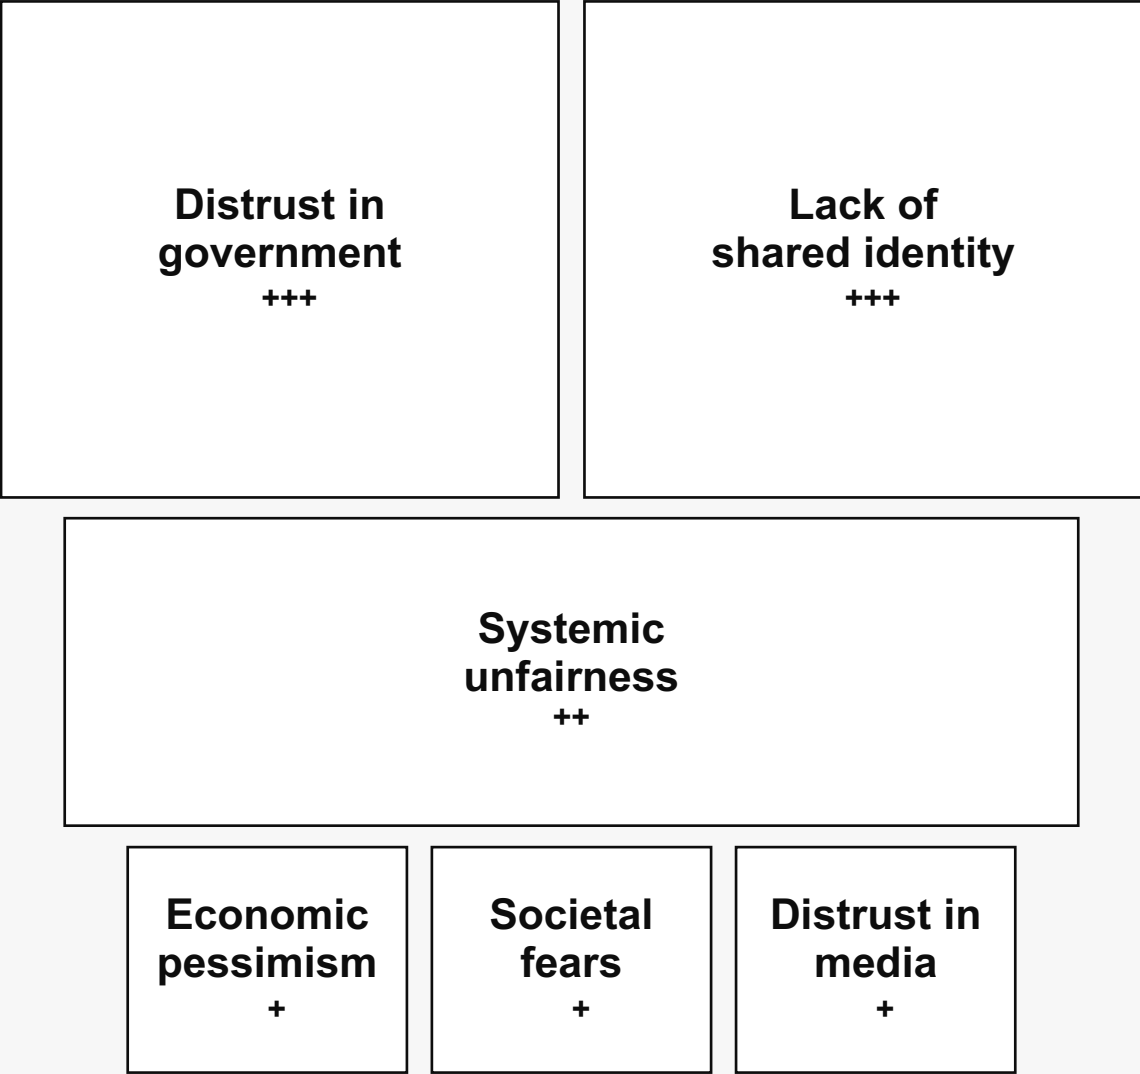 Distrust in
government
+++
Lack of
shared identity
+++
Systemic
unfairness
++
Economic
pessimism
+
Societal
fears
+
Distrust in
media
+